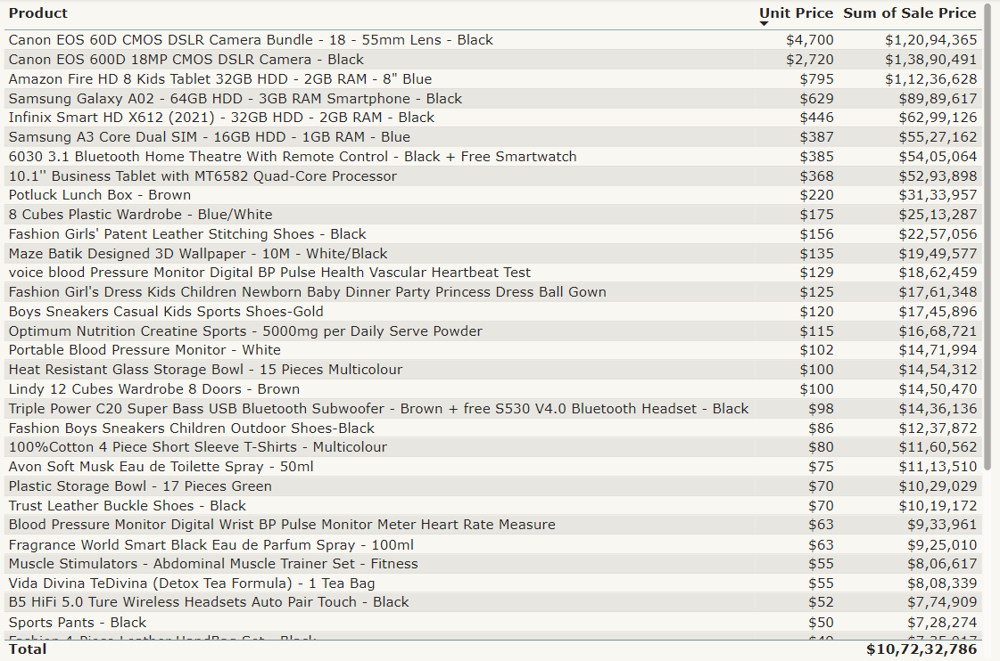 Product Unit Price Sum of Sale Price
Canon EOS 60D CMOS DSLR Camera Bundle - 18 - 55mm Lens - Black $4,700 $1,20,94,365
Canon EOS 600D 18MP CMOS DSLR Camera - Black $2,720 $1,38,90,491
Amazon Fire HD 8 Kids Tablet 32GB HDD - 2GB RAM - 8" Blue $795 $1,12,36,628
Samsung Galaxy A02 - 64GB HDD - 3GB RAM Smartphone - Black $629 $89,89,617
Infinix Smart HD X612 (2021) - 32GB HDD - 2GB RAM - Black $446 $62,99,126
Samsung A3 Core Dual SIM - 16GB HDD - 1GB RAM - Blue $387 $55,27,162
6030 3.1 Bluetooth Home Theatre With Remote Control - Black + Free Smartwatch $385 $54,05,064
10.1'' Business Tablet with MT6582 Quad-Core Processor $368 $52,93,898
Potluck Lunch Box - Brown $220 $31,33,957
8 Cubes Plastic Wardrobe - Blue/White $175 $25,13,287
Fashion Girls' Patent Leather Stitching Shoes - Black $156 $22,57,056
Maze Batik Designed 3D Wallpaper - 10M - White/Black $135 $19,49,577
voice blood Pressure Monitor Digital BP Pulse Health Vascular Heartbeat Test $129 $18,62,459
Fashion Girl's Dress Kids Children Newborn Baby Dinner Party Princess Dress Ball Gown $125 $17,61,348
Boys Sneakers Casual Kids Sports Shoes-Gold $120 $17,45,896
Optimum Nutrition Creatine Sports - 5000mg per Daily Serve Powder $115 $16,68,721
Portable Blood Pressure Monitor - White $102 $14,71,994
Heat Resistant Glass Storage Bowl - 15 Pieces Multicolour $100 $14,54,312
Lindy 12 Cubes Wardrobe 8 Doors - Brown $100 $14,50,470
Triple Power C20 Super Bass USB Bluetooth Subwoofer - Brown + free S530 V4.0 Bluetooth Headset - Black $98 $14,36,136
Fashion Boys Sneakers Children Outdoor Shoes-Black $86 $12,37,872
100%Cotton 4 Piece Short Sleeve T-Shirts - Multicolour $80 $11,60,562
Avon Soft Musk Eau de Toilette Spray - 50ml $75 $11,13,510
Plastic Storage Bowl - 17 Pieces Green $70 $10,29,029
Trust Leather Buckle Shoes - Black $70 $10,19,172
Blood Pressure Monitor Digital Wrist BP Pulse Monitor Meter Heart Rate Measure $63 $9,33,961
Fragrance World Smart Black Eau de Parfum Spray - 100ml $63 $9,25,010
Muscle Stimulators - Abdominal Muscle Trainer Set - Fitness $55 $8,06,617
Vida Divina TeDivina (Detox Tea Formula) - 1 Tea Bag $55 $8,08,339
B5 HiFi 5.0 Ture Wireless Headsets Auto Pair Touch - Black $52 $7,74,909
Sports Pants - Black $50 $7,28,274
Fashion 4 Piece Leather HandBag Set - Black
Total $10,72,32,786